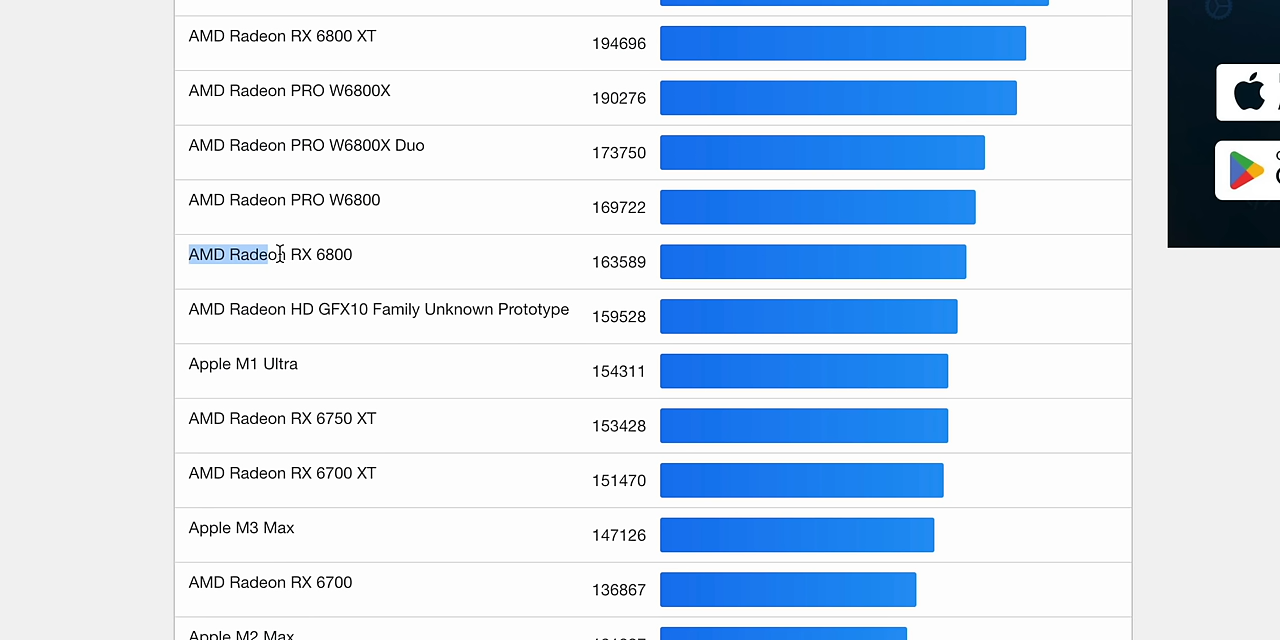 AMD Radeon RX 6800 XT 194696
AMD Radeon PRO W6800X 190276
AMD Radeon PRO W6800X Duo 173750
AMD Radeon PRO W6800 169722
AMD Radeon RX 6800 163589
AMD Radeon HD GFX10 Family Unknown Prototype 159528
Apple M1 Ultra 154311
AMD Radeon RX 6750 XT 153428
AMD Radeon RX 6700 XT 151470
Apple M3 Max 147126
AMD Radeon RX 6700 136867
Apple M2 Max